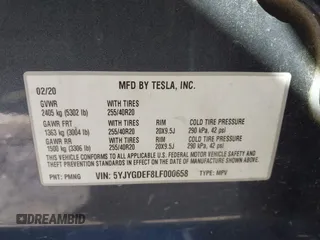 MFD BY TESLA, INC.
02/20
GVWR WITH TIRES
2405 kg (5302 lb) 255/40R20
GAWR FRT WITH TIRES RIM COLD TIRE PRESSURE
1363 kg (3004 lb) 255/40R20 20X9.5J 290 kPa, 42 psi
GAWR RR WITH TIRES RIM COLD TIRE PRESSURE
1500 kg (3306 lb) 255/40R20 20X9.5J 290 kPa, 42 psi
THIS VEHICLE CONFORMS TO ALL APPLICABLE U.S. FEDERAL MOTOR VEHICLE
SAFETY AND THEFT PREVENTION STANDARDS IN EFFECT ON THE DATE OF
MANUFACTURE SHOWN ABOVE.
PNT: PMNG VIN: 5YJYGDEF8LF000658 TYPE: MPV
DREAMBID